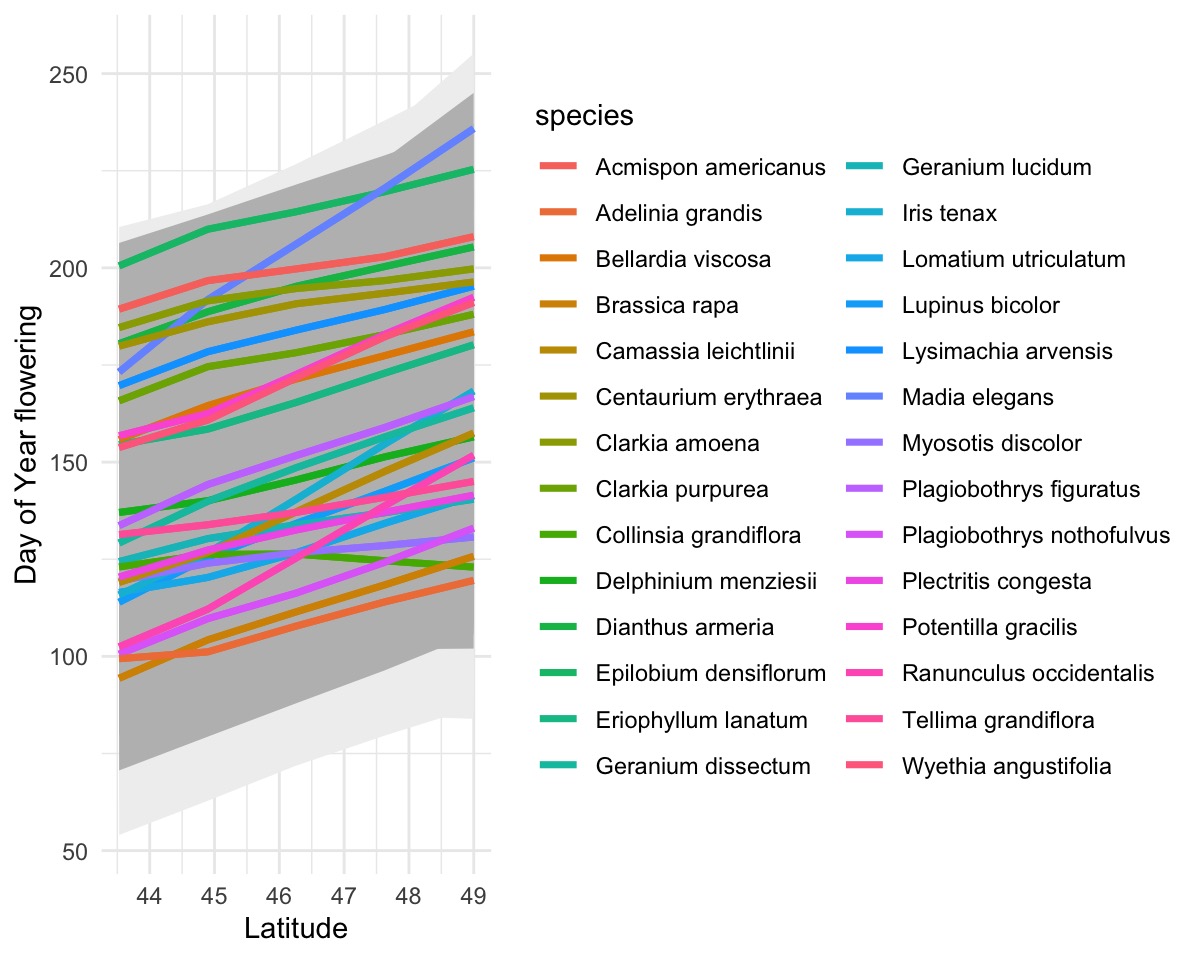 250
200
150
100
50
Day of Year flowering
44 45 46 47 48 49
Latitude
species
Acmispon americanus
Adelinia grandis
Bellardia viscosa
Brassica rapa
Camassia leichtlinii
Centaurium erythraea
Clarkia amoena
Clarkia purpurea
Collinsia grandiflora
Delphinium menziesii
Dianthus armeria
Epilobium densiflorum
Eriophyllum lanatum
Geranium dissectum
Geranium lucidum
Iris tenax
Lomatium utriculatum
Lupinus bicolor
Lysimachia arvensis
Madia elegans
Myosotis discolor
Plagiobothrys figuratus
Plagiobothrys nothofulvus
Plectritis congesta
Potentilla gracilis
Ranunculus occidentalis
Tellima grandiflora
Wyethia angustifolia